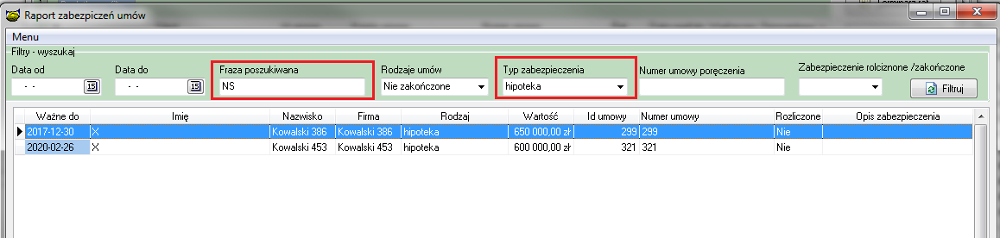 Raport zabezpiczeń umów
Menu
Filtry - wyszukaj
Data od
Data do
Fraza poszukiwana
Rodzaje umów
Typ zabezpieczenia
Numer umowy poręczenia
Zabezpieczenie rolciznone /zakończone
- - 15
- - 15
NS
Nie zakończone
hipoteka
Filtruj
Ważne do Imię Nazwisko Firma Rodzaj Wartość Id umowy Numer umowy Rozliczone Opis zabezpieczenia
2017-12-30 X Kowalski 386 Kowalski 386 hipoteka 650 000,00 zł 299 299 Nie
2020-02-26 X Kowalski 453 Kowalski 453 hipoteka 600 000,00 zł 321 321 Nie